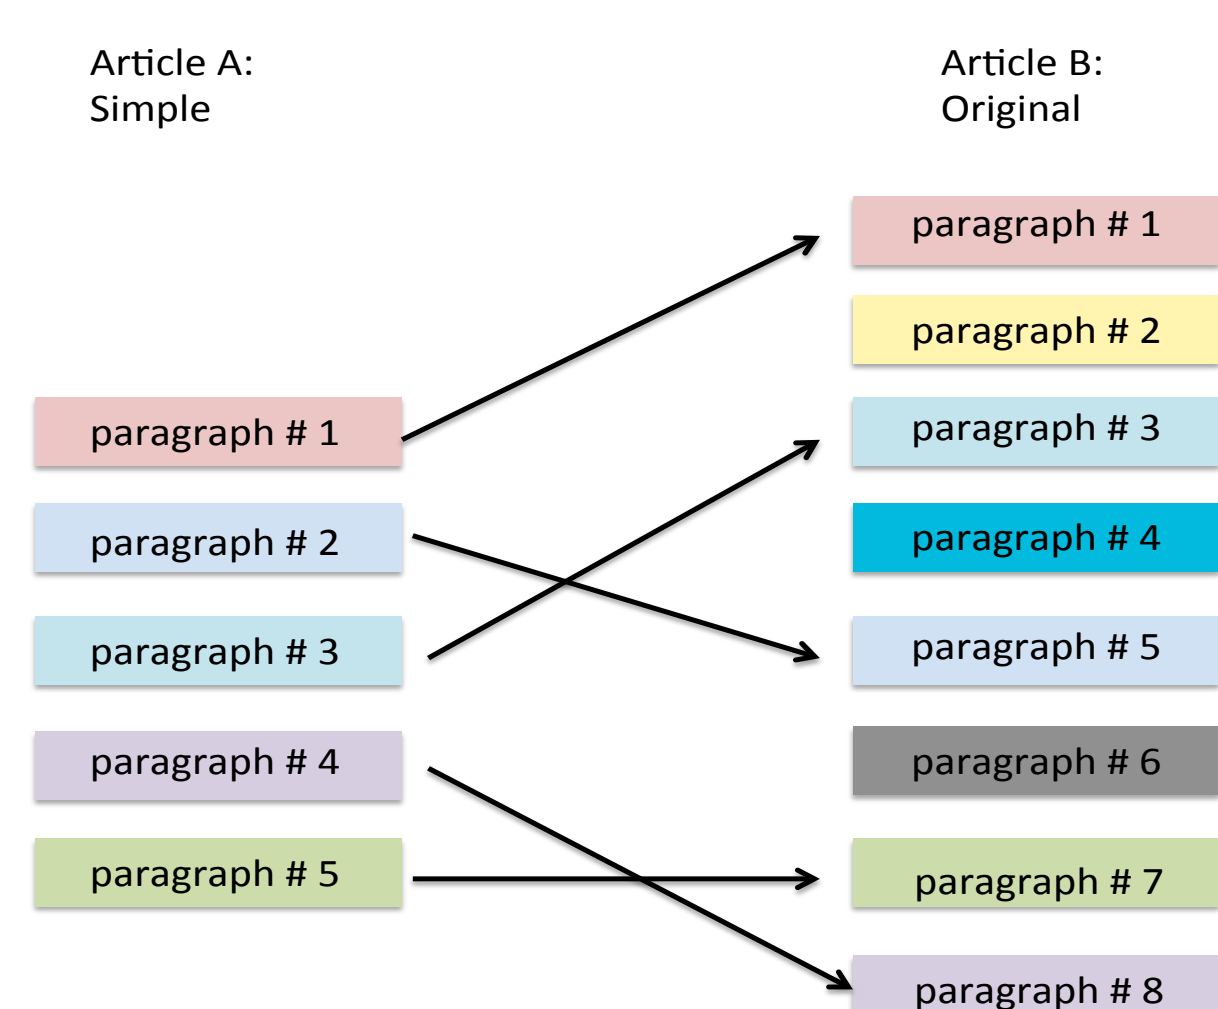 Article A:
Simple
paragraph # 1
paragraph # 2
paragraph # 3
paragraph # 4
paragraph # 5
Article B:
Original
paragraph # 1
paragraph # 2
paragraph # 3
paragraph # 4
paragraph # 5
paragraph # 6
paragraph # 7
paragraph # 8